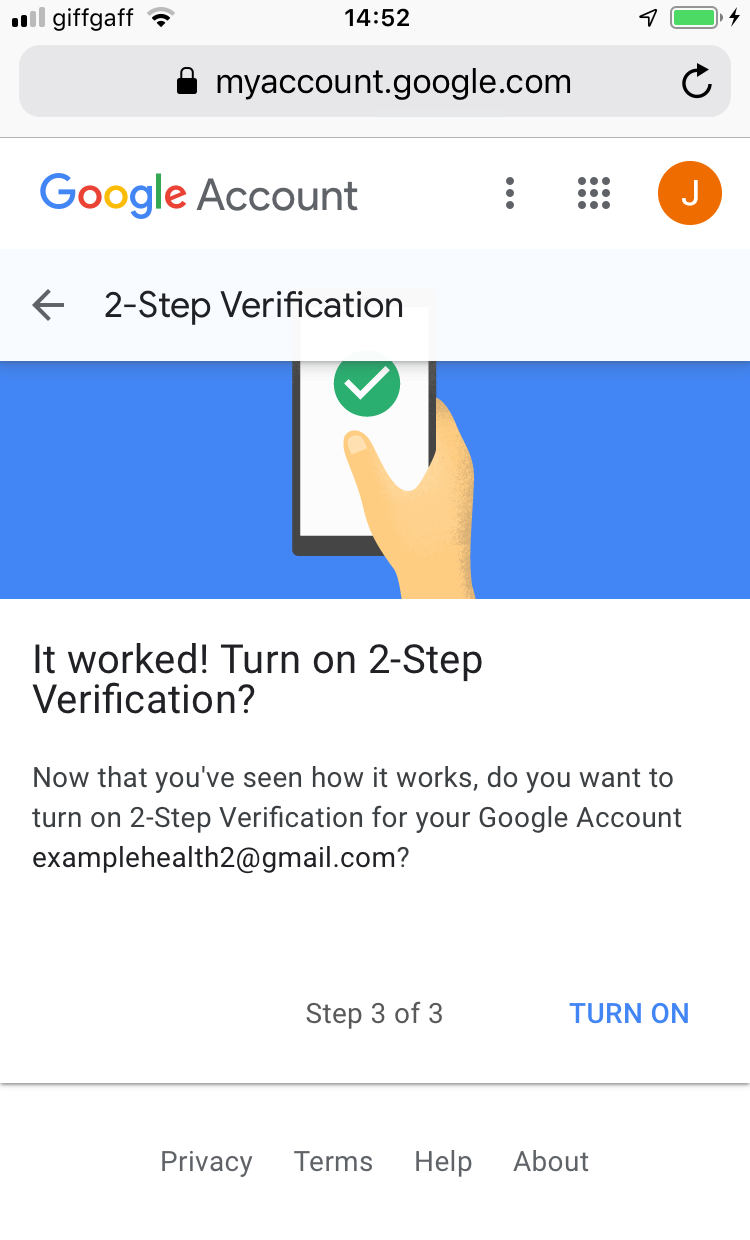 giffgaff 14:52
myaccount.google.com
Google Account J
2-Step Verification
It worked! Turn on 2-Step
Verification?
Now that you've seen how it works, do you want to
turn on 2-Step Verification for your Google Account
examplehealth2@gmail.com?
Step 3 of 3 TURN ON
Privacy Terms Help About